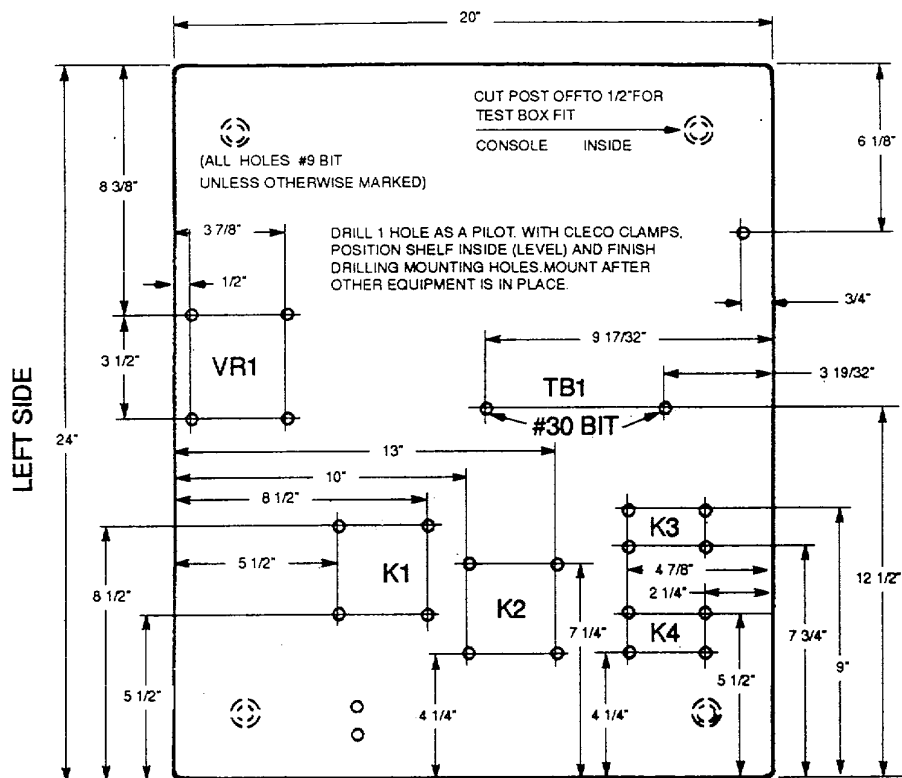 20"
CUT POST OFFTO 1/2"FOR
TEST BOX FIT
CONSOLE INSIDE
(ALL HOLES #9 BIT
UNLESS OTHERWISE MARKED)
6 1/8"
8 3/8"
3 7/8"
DRILL 1 HOLE AS A PILOT. WITH CLECO CLAMPS,
POSITION SHELF INSIDE (LEVEL) AND FINISH
DRILLING MOUNTING HOLES.MOUNT AFTER
OTHER EQUIPMENT IS IN PLACE.
1/2"
3/4"
9 17/32"
3 1/2"
VR1
TB1
3 19/32"
#30 BIT
LEFT SIDE
24"
13"
10"
8 1/2"
K3
5 1/2"
K1
4 7/8"
12 1/2"
8 1/2"
2 1/4"
K2
7 1/4"
K4
7 3/4"
9"
5 1/2"
5 1/2"
4 1/4"
4 1/4"